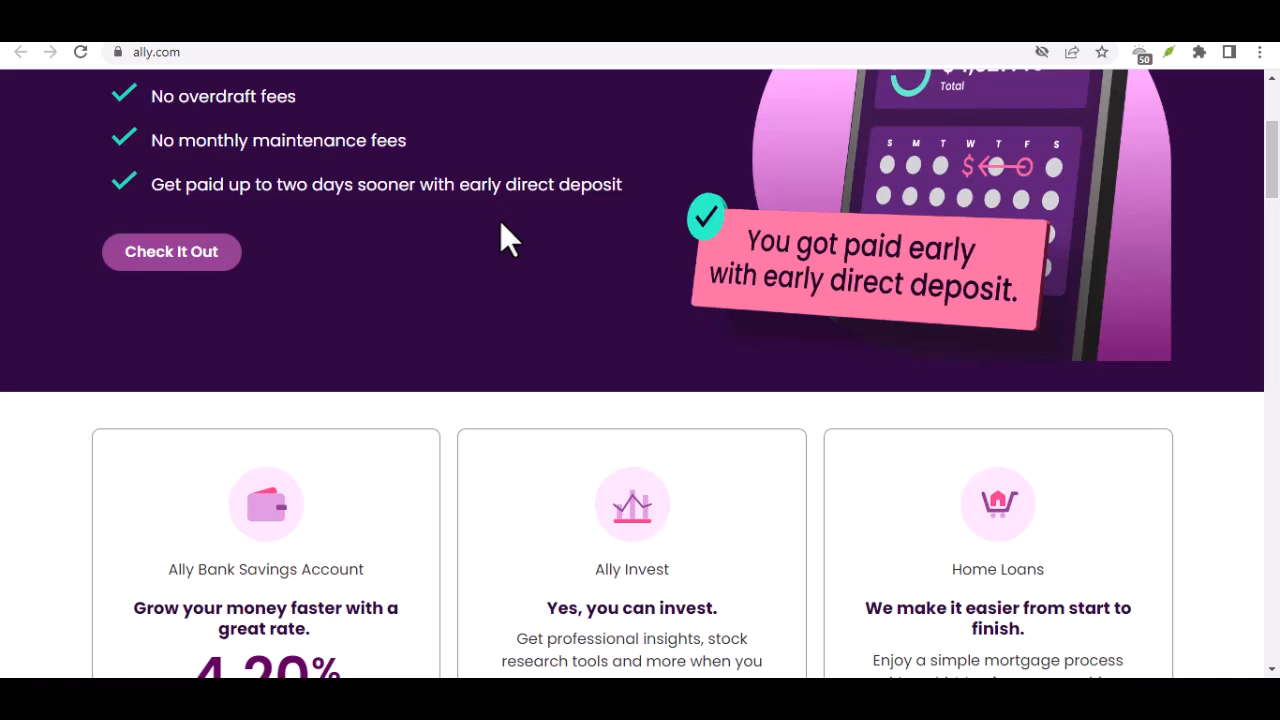 ally.com
50
No overdraft fees
No monthly maintenance fees
Get paid up to two days sooner with early direct deposit
Check It Out
Total
S M T W T F S
$
You got paid early
with early direct deposit.
Ally Bank Savings Account
Grow your money faster with a
great rate.
4.20%
Ally Invest
Yes, you can invest.
Get professional insights, stock
research tools and more when you
Home Loans
We make it easier from start to
finish.
Enjoy a simple mortgage process